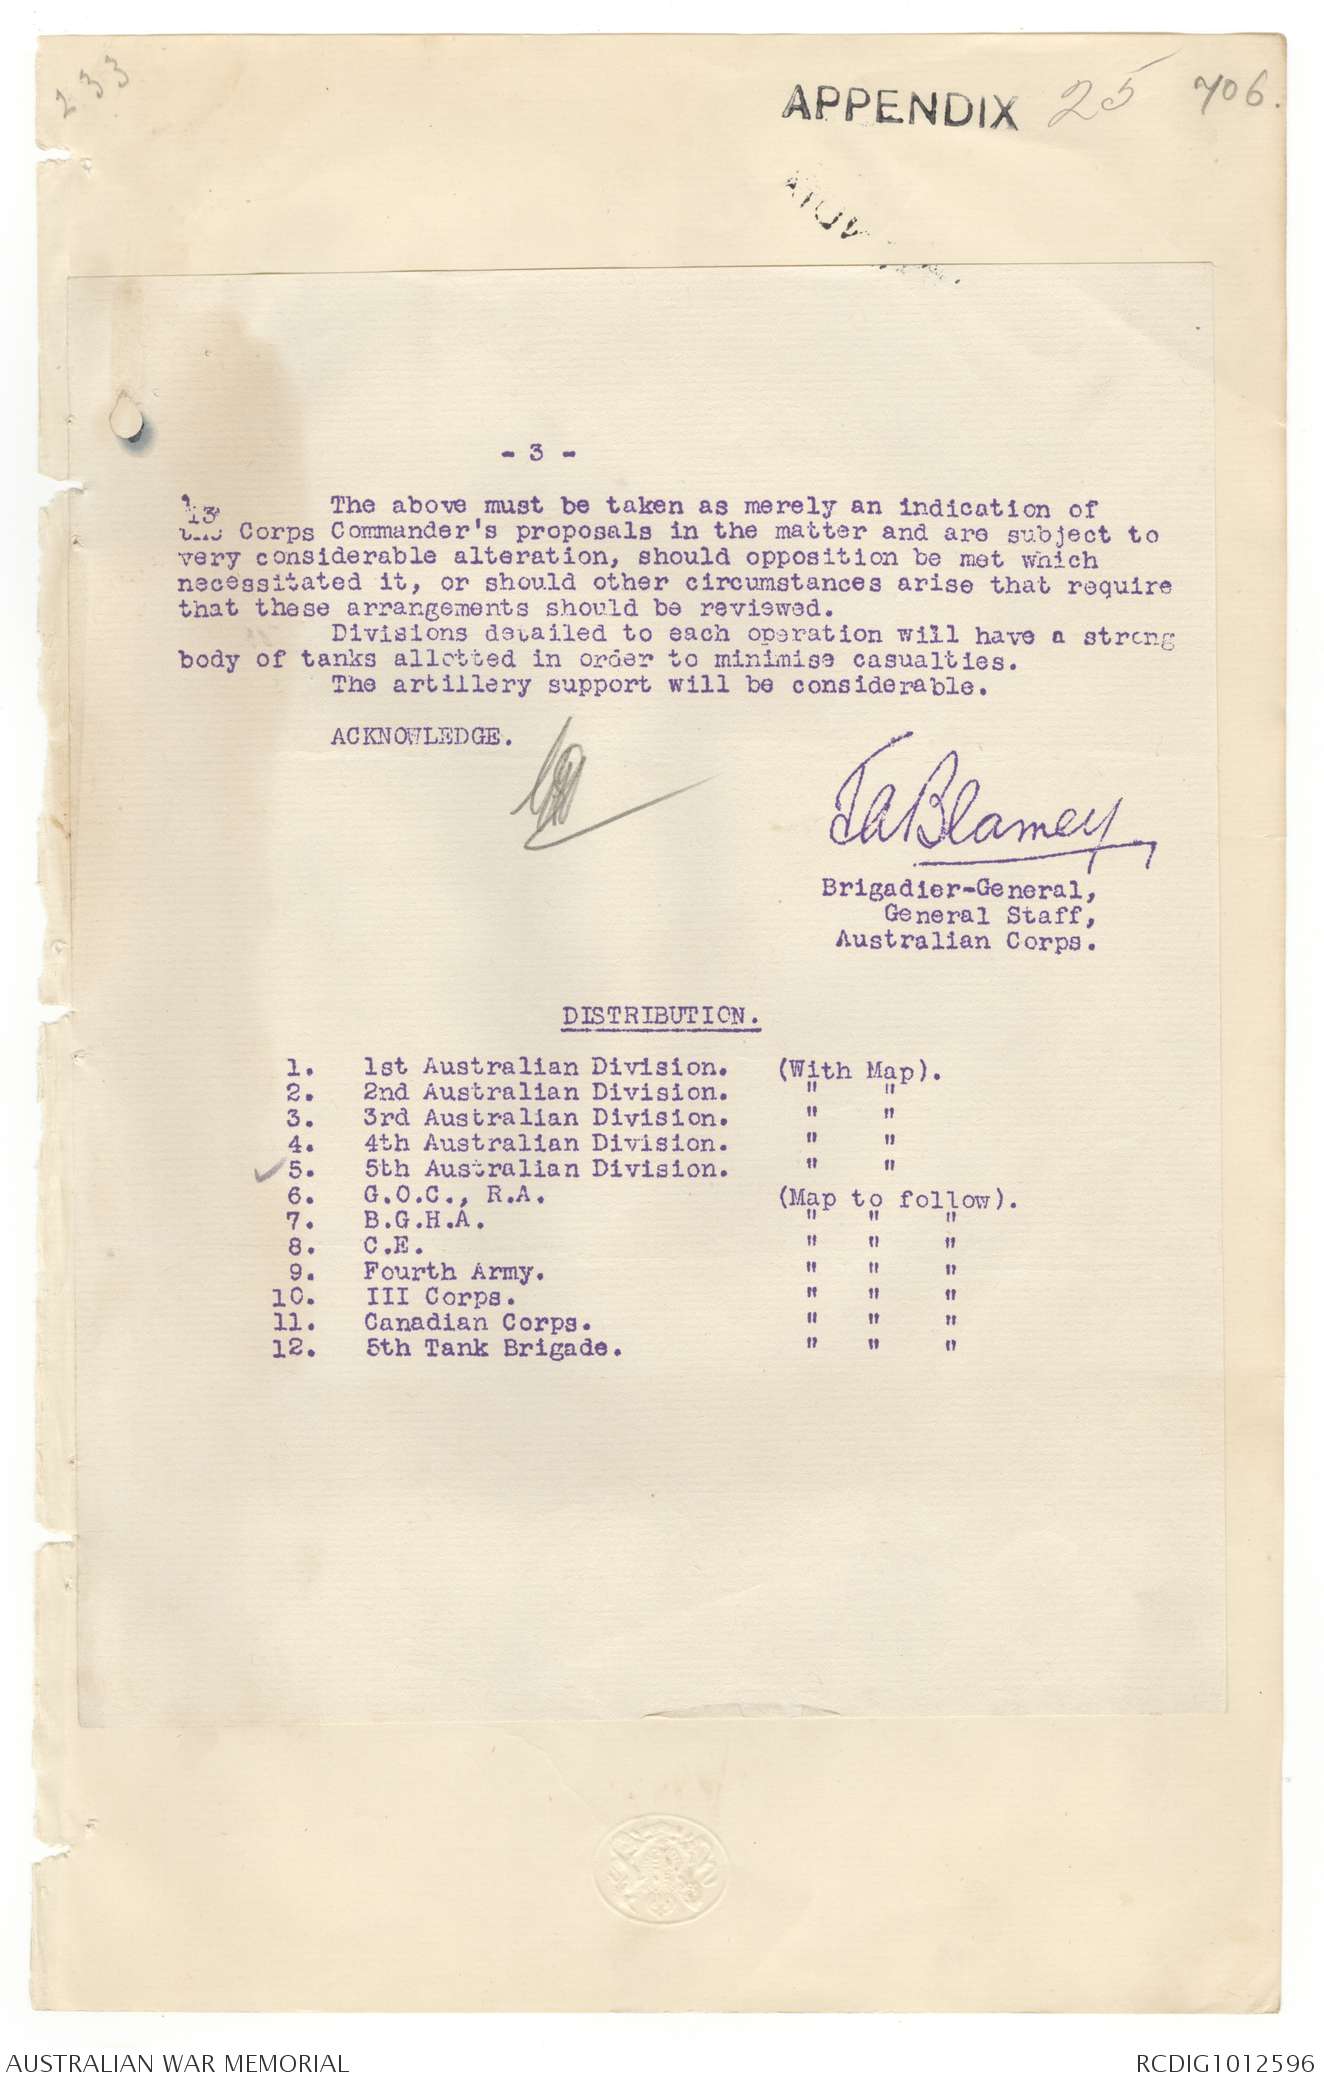 233
APPENDIX 25 706.
- 3 -
13 The above must be taken as merely an indication of
the Corps Commander's proposals in the matter and are subject to
very considerable alteration, should opposition be met which
necessitated it, or should other circumstances arise that require
that these arrangements should be reviewed.
Divisions detailed to each operation will have a strong
body of tanks allotted in order to minimise casualties.
The artillery support will be considerable.
ACKNOWLEDGE.
TABlamey
Brigadier-General,
General Staff,
Australian Corps.
DISTRIBUTION.
1. 1st Australian Division. (With Map).
2. 2nd Australian Division. " "
3. 3rd Australian Division. " "
4. 4th Australian Division. " "
✓5. 5th Australian Division. " "
6. G.O.C., R.A. (Map to follow).
7. B.G.H.A. " " "
8. C.E. " " "
9. Fourth Army. " " "
10. III Corps. " " "
11. Canadian Corps. " " "
12. 5th Tank Brigade. " " "
AUSTRALIAN WAR MEMORIAL RCDIG1012596